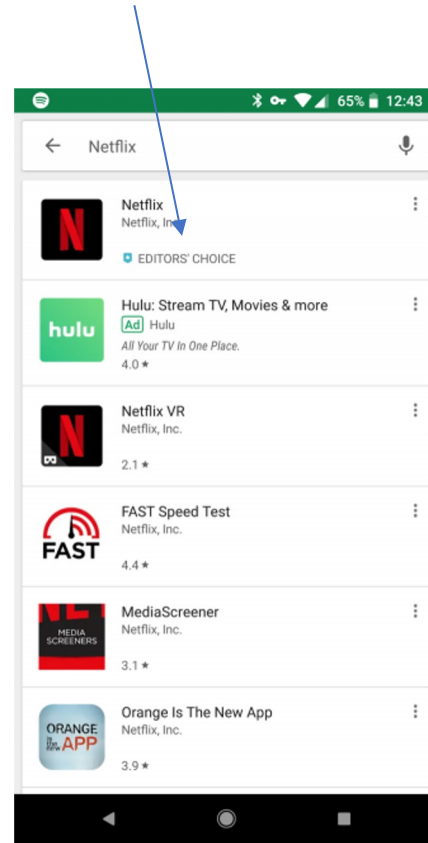 65% 12:43
Netflix
Netflix
Netflix, Inc.
EDITORS' CHOICE
hulu
Hulu: Stream TV, Movies & more
Ad Hulu
All Your TV In One Place.
4.0 ★
Netflix VR
Netflix, Inc.
2.1 ★
FAST
FAST Speed Test
Netflix, Inc.
4.4 ★
MEDIA
SCREENERS
MediaScreener
Netflix, Inc.
3.1 ★
ORANGE
is the new APP
Orange Is The New App
Netflix, Inc.
3.9 ★